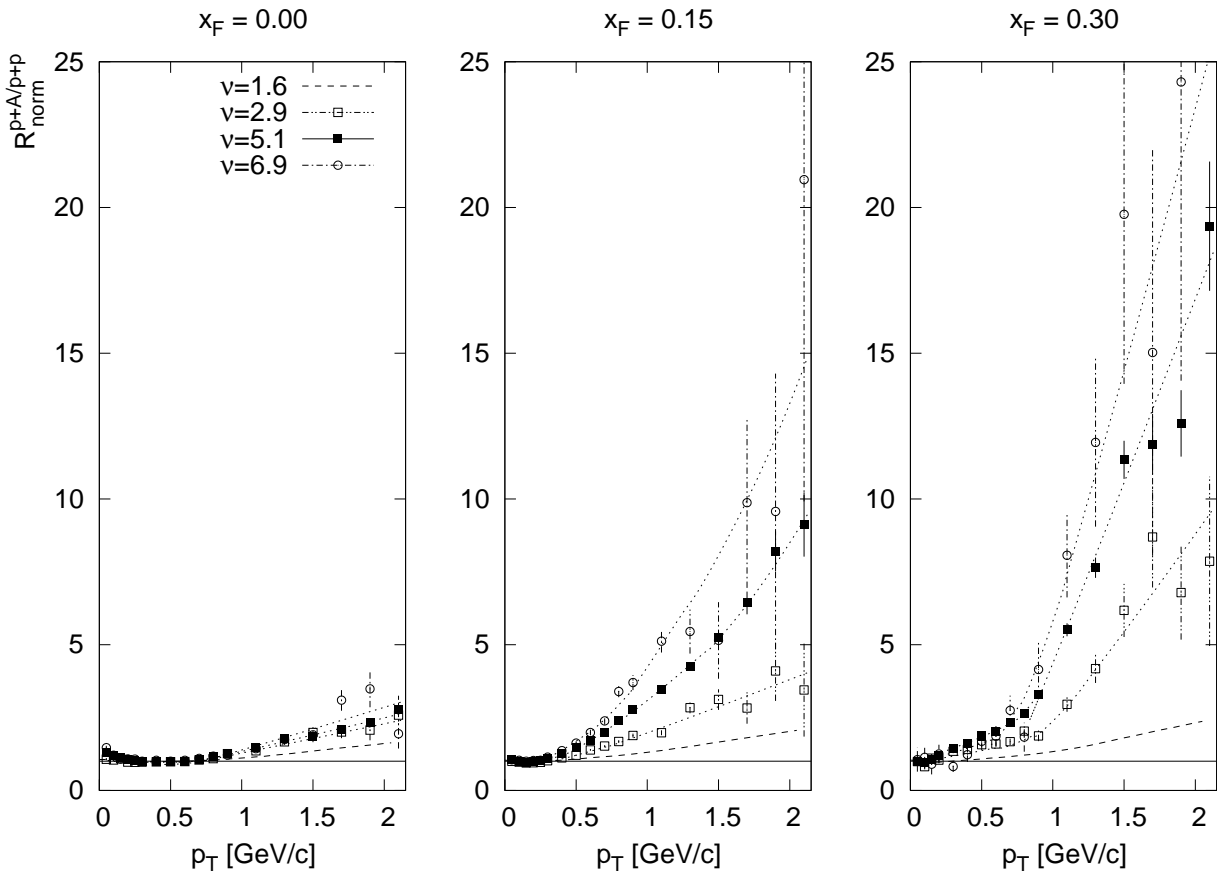 x_F = 0.00
x_F = 0.15
x_F = 0.30
R_norm^p+A/p+p
25
20
15
10
5
0
ν=1.6
ν=2.9
ν=5.1
ν=6.9
0 0.5 1 1.5 2
p_T [GeV/c]
25
20
15
10
5
0
0 0.5 1 1.5 2
p_T [GeV/c]
25
20
15
10
5
0
0 0.5 1 1.5 2
p_T [GeV/c]